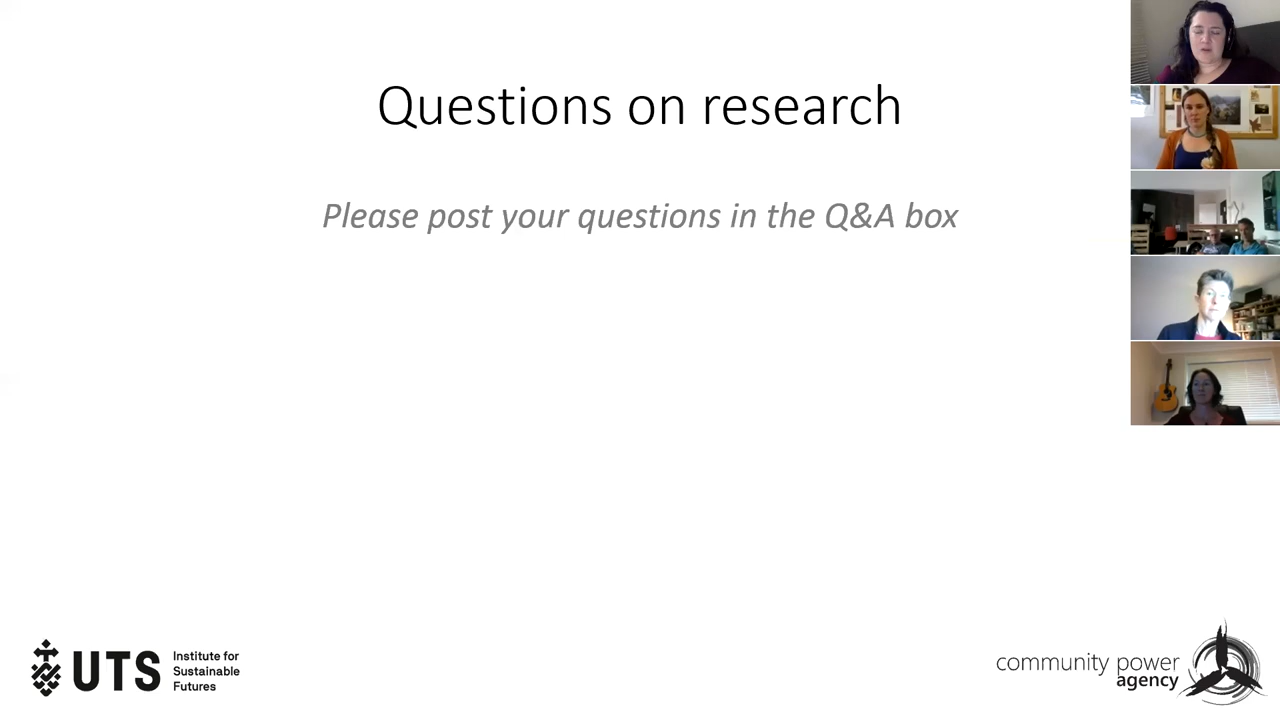 Questions on research
Please post your questions in the Q&A box
UTS
Institute for
Sustainable
Futures
community power
agency